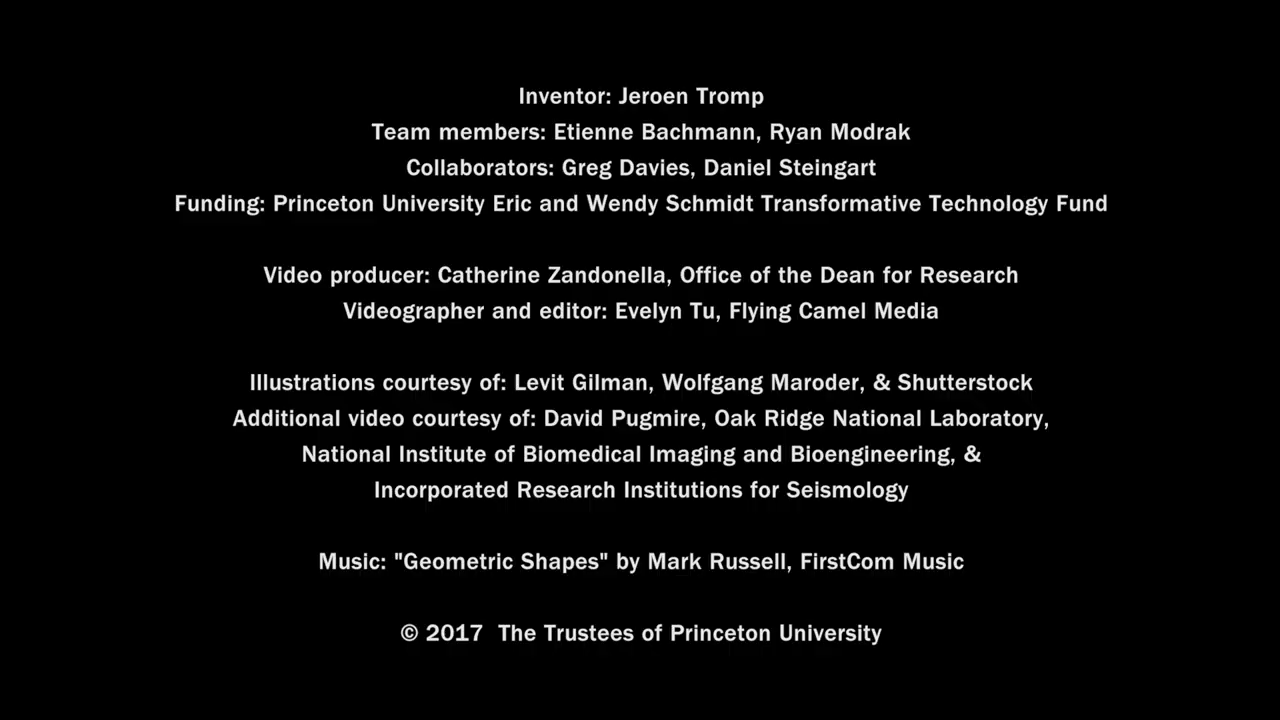 Inventor: Jeroen Tromp
Team members: Etienne Bachmann, Ryan Modrak
Collaborators: Greg Davies, Daniel Steingart
Funding: Princeton University Eric and Wendy Schmidt Transformative Technology Fund
Video producer: Catherine Zandonella, Office of the Dean for Research
Videographer and editor: Evelyn Tu, Flying Camel Media
Illustrations courtesy of: Levit Gilman, Wolfgang Maroder, & Shutterstock
Additional video courtesy of: David Pugmire, Oak Ridge National Laboratory,
National Institute of Biomedical Imaging and Bioengineering, &
Incorporated Research Institutions for Seismology
Music: "Geometric Shapes" by Mark Russell, FirstCom Music
© 2017  The Trustees of Princeton University